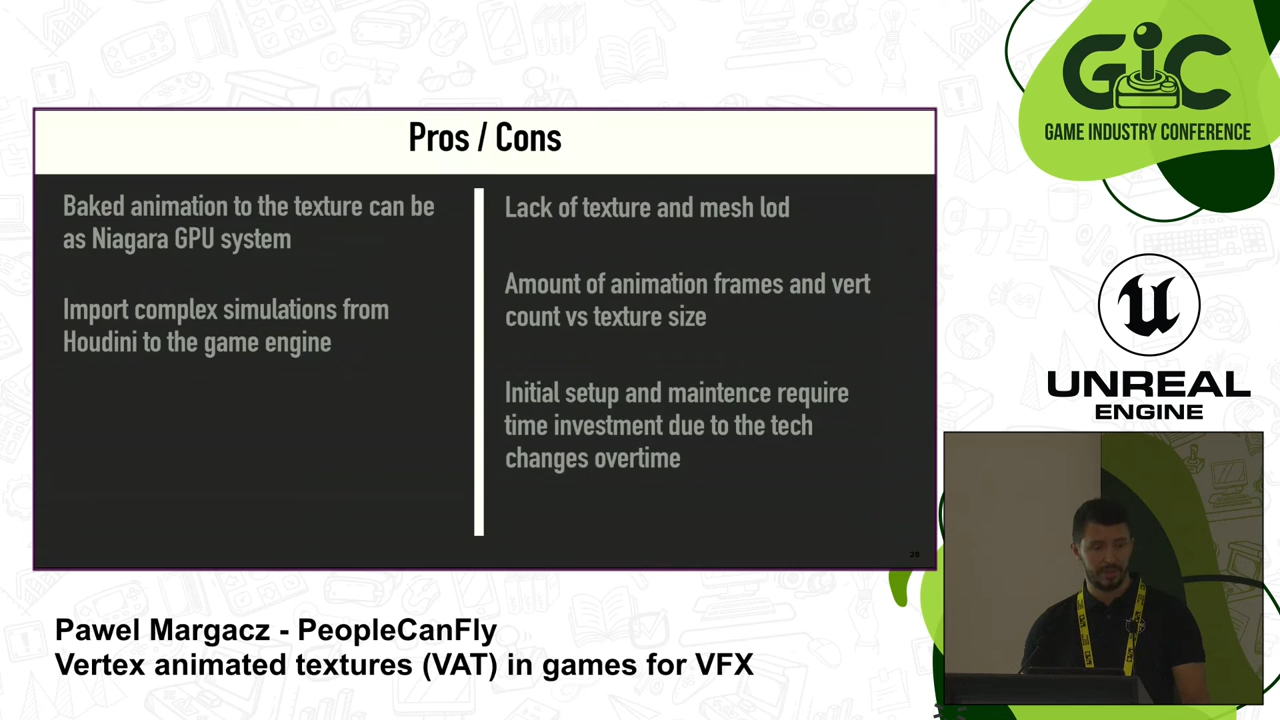 GIC
GAME INDUSTRY CONFERENCE
Pros / Cons
Baked animation to the texture can be
as Niagara GPU system
Import complex simulations from
Houdini to the game engine
Lack of texture and mesh lod
Amount of animation frames and vert
count vs texture size
Initial setup and maintence require
time investment due to the tech
changes overtime
28
UNREAL
ENGINE
Pawel Margacz - PeopleCanFly
Vertex animated textures (VAT) in games for VFX